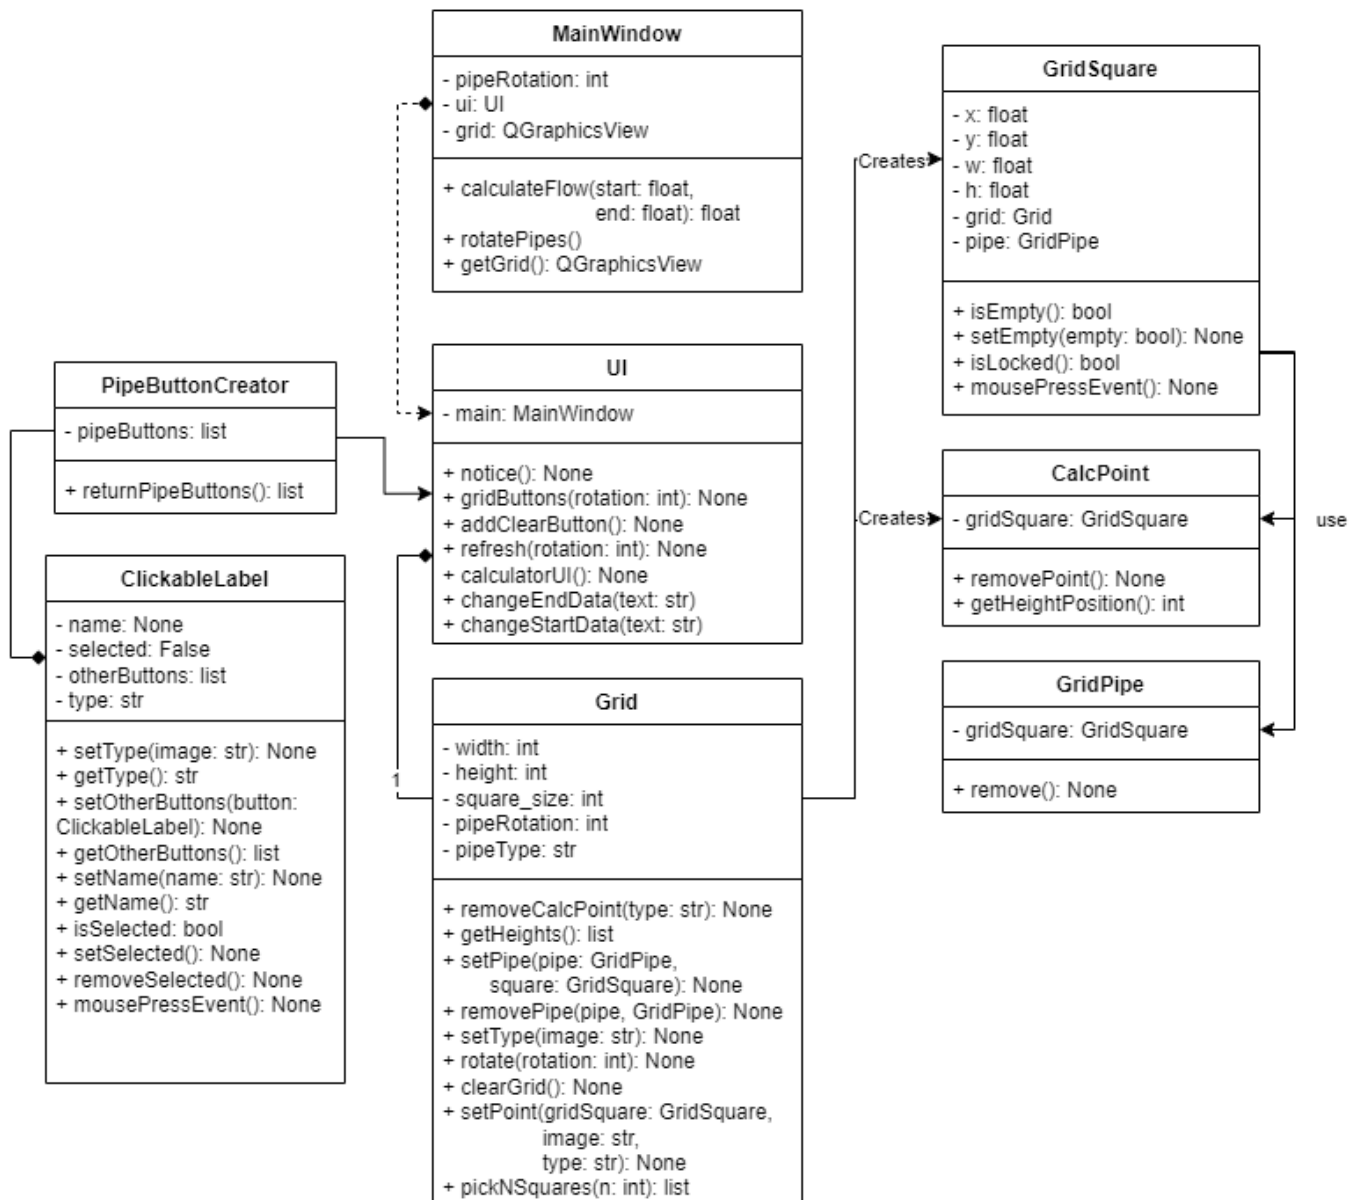 MainWindow
- pipeRotation: int
- ui: UI
- grid: QGraphicsView
+ calculateFlow(start: float,
end: float): float
+ rotatePipes()
+ getGrid(): QGraphicsView
GridSquare
- x: float
- y: float
- w: float
- h: float
- grid: Grid
- pipe: GridPipe
+ isEmpty(): bool
+ setEmpty(empty: bool): None
+ isLocked(): bool
+ mousePressEvent(): None
Creates
UI
- main: MainWindow
+ notice(): None
+ gridButtons(rotation: int): None
+ addClearButton(): None
+ refresh(rotation: int): None
+ calculatorUI(): None
+ changeEndData(text: str)
+ changeStartData(text: str)
PipeButtonCreator
- pipeButtons: list
+ returnPipeButtons(): list
CalcPoint
- gridSquare: GridSquare
+ removePoint(): None
+ getHeightPosition(): int
Creates
use
ClickableLabel
- name: None
- selected: False
- otherButtons: list
- type: str
+ setType(image: str): None
+ getType(): str
+ setOtherButtons(button:
ClickableLabel): None
+ getOtherButtons(): list
+ setName(name: str): None
+ getName(): str
+ isSelected: bool
+ setSelected(): None
+ removeSelected(): None
+ mousePressEvent(): None
GridPipe
- gridSquare: GridSquare
+ remove(): None
1
Grid
- width: int
- height: int
- square_size: int
- pipeRotation: int
- pipeType: str
+ removeCalcPoint(type: str): None
+ getHeights(): list
+ setPipe(pipe: GridPipe,
square: GridSquare): None
+ removePipe(pipe, GridPipe): None
+ setType(image: str): None
+ rotate(rotation: int): None
+ clearGrid(): None
+ setPoint(gridSquare: GridSquare,
image: str,
type: str): None
+ pickNSquares(n: int): list